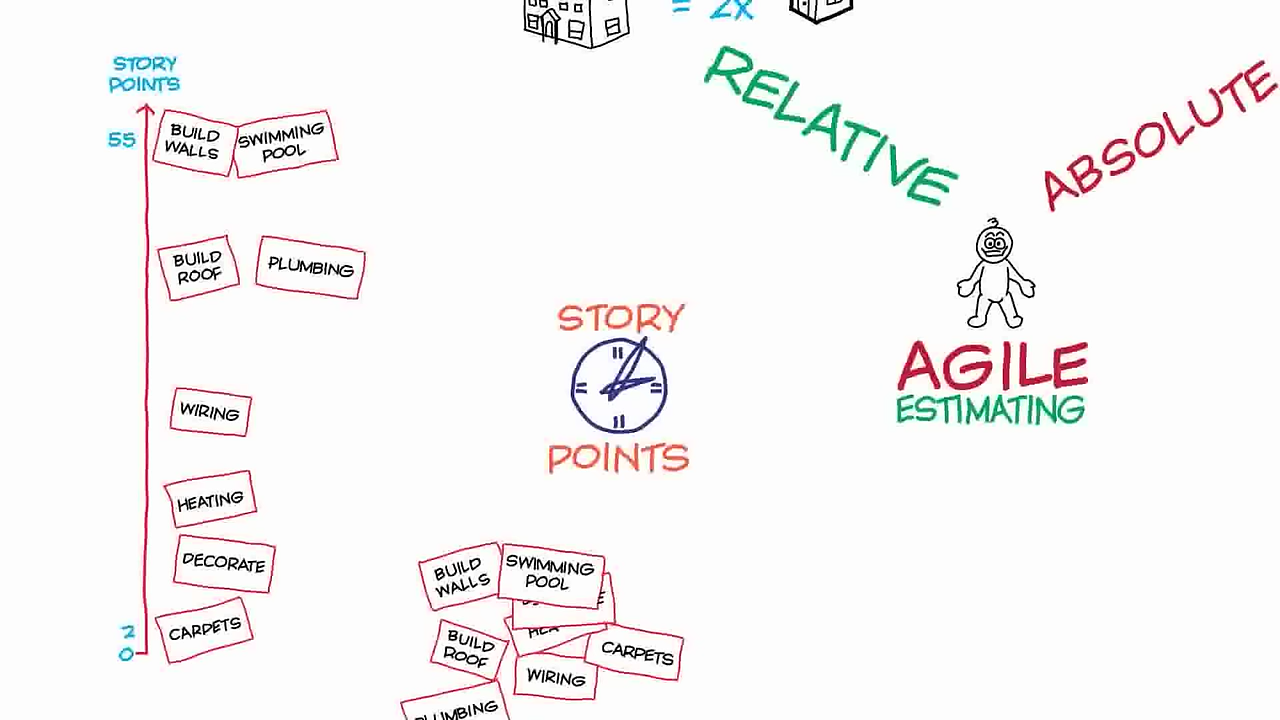 = 2X
STORY
POINTS
RELATIVE
ABSOLUTE
55
BUILD
WALLS
SWIMMING
POOL
BUILD
ROOF
PLUMBING
STORY
POINTS
AGILE
ESTIMATING
WIRING
HEATING
DECORATE
CARPETS
2
0
BUILD
WALLS
SWIMMING
POOL
BUILD
ROOF
CARPETS
WIRING
PLUMBING